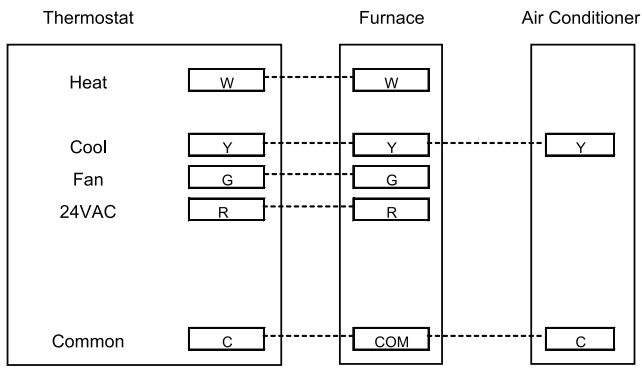 Thermostat Furnace Air Conditioner
Heat W W
Cool Y Y Y
Fan G G
24VAC R R
Common C COM C